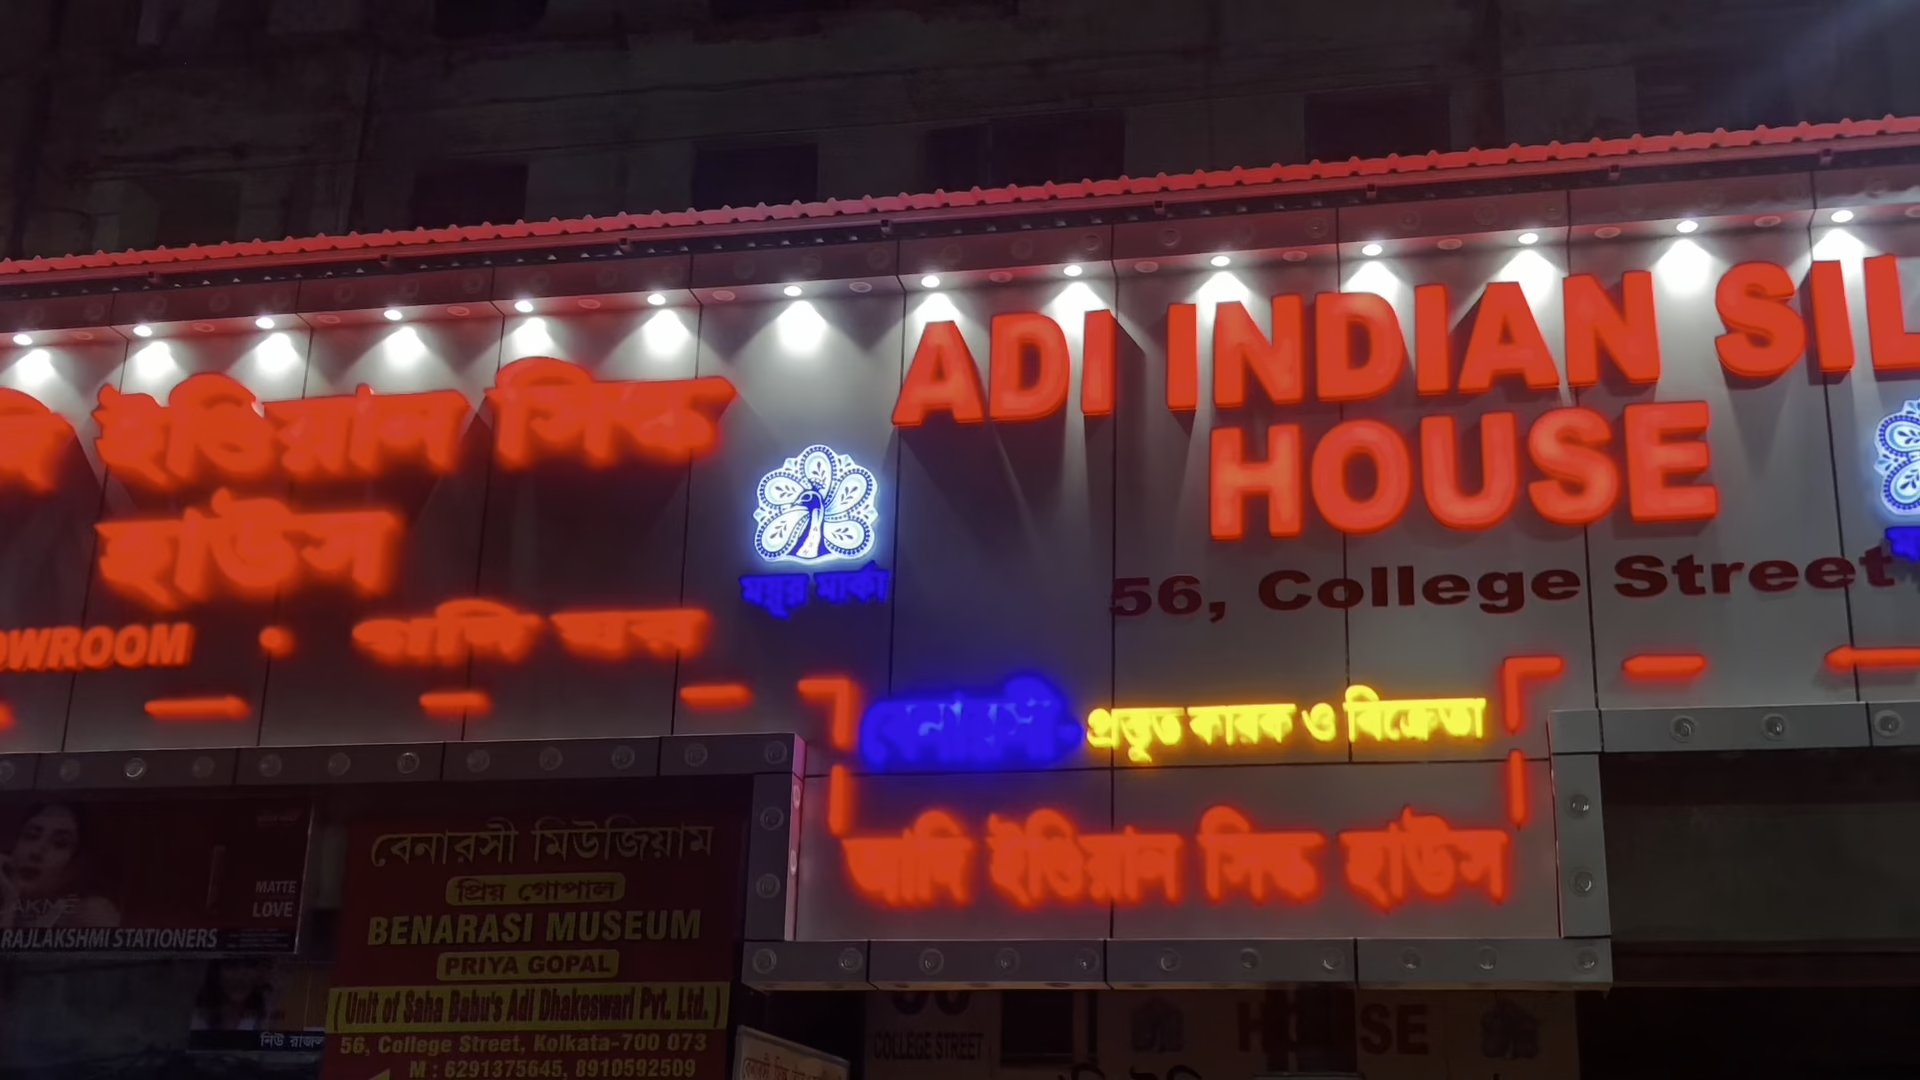 ইন্ডিয়ান সিল্ক
হাউস
ADI INDIAN
HOUSE
ময়ূর মার্কা
56, College Street
বেনারসী প্রস্তুত কারক ও বিক্রেতা
আদি ইন্ডিয়ান সিল্ক হাউস
MATTE
LOVE
RAJLAKSHMI STATIONERS
বেনারসী মিউজিয়াম
প্রিয় গোপাল
BENARASI MUSEUM
PRIYA GOPAL
( Unit of Saha Babu's Adi Dhakeswari Pvt. Ltd. )
56, College Street, Kolkata-700 073
M : 6291375645, 8910592509
নিউ
COLLEGE STREET
HOUSE